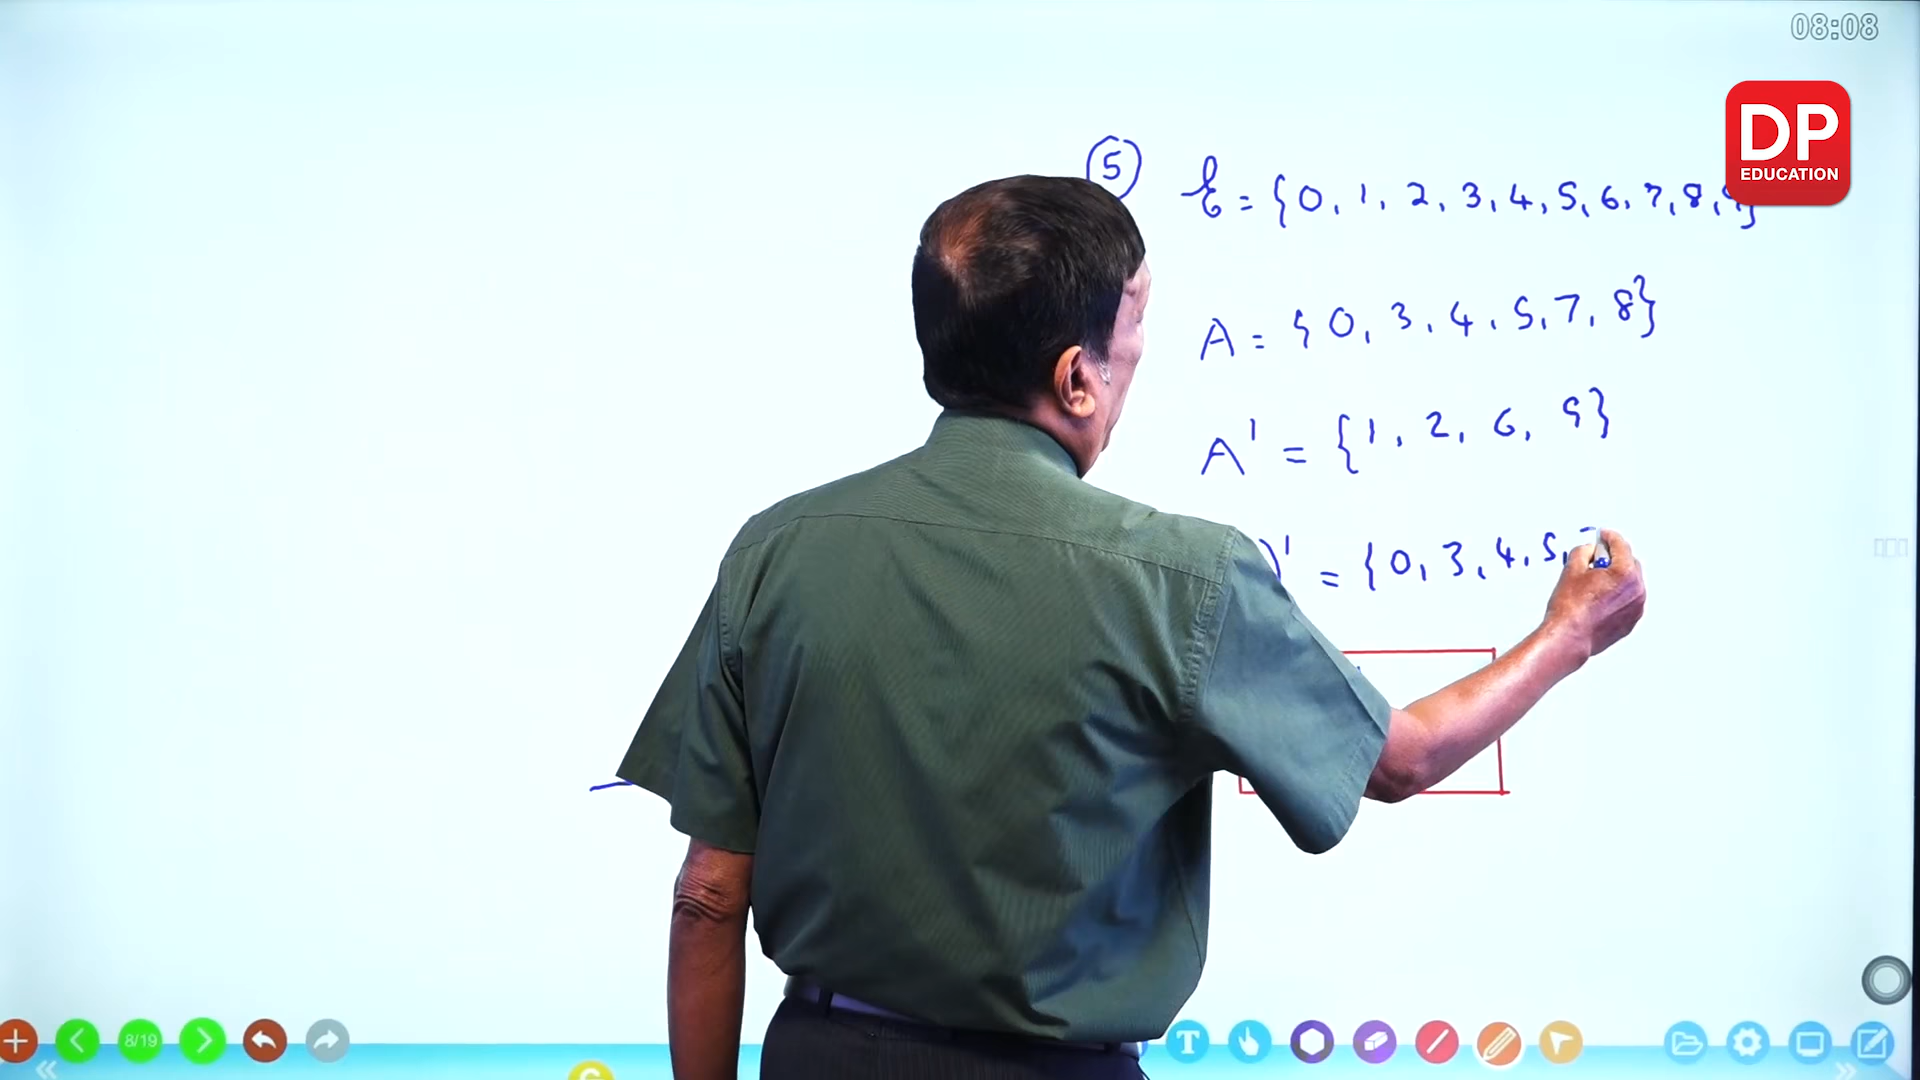 08:08
DP
EDUCATION
5
ℰ = {0, 1, 2, 3, 4, 5, 6, 7, 8, 9}
A = {0, 3, 4, 5, 7, 8}
A' = {1, 2, 6, 9}
)' = {0, 3, 4, 5,
8/19
T